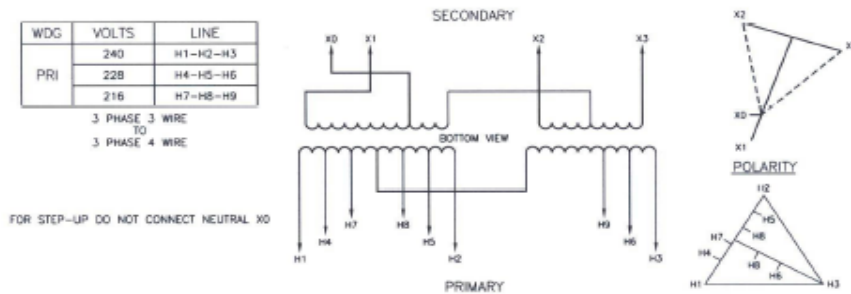 WDG VOLTS LINE
PRI
240 H1-H2-H3
228 H4-H5-H6
216 H7-H8-H9
3 PHASE 3 WIRE
TO
3 PHASE 4 WIRE
FOR STEP-UP DO NOT CONNECT NEUTRAL X0
SECONDARY
X0 X1 X2 X3
BOTTOM VIEW
H1 H4 H7 H8 H5 H2 H9 H6 H3
PRIMARY
X2
X
X0
X1
POLARITY
H2
H5
H8
H7
H4
H8
H6
H1 H3